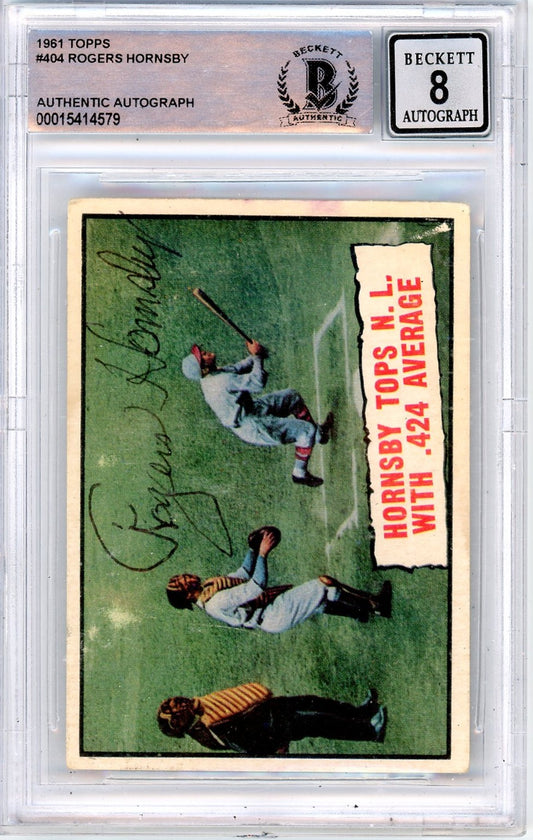 1961 TOPPS
#404 ROGERS HORNSBY
AUTHENTIC AUTOGRAPH
00015414579
BECKETT
B
AUTHENTIC
BECKETT
8
AUTOGRAPH
Rogers Hornsby
HORNSBY TOPS N. L.
WITH .424 AVERAGE